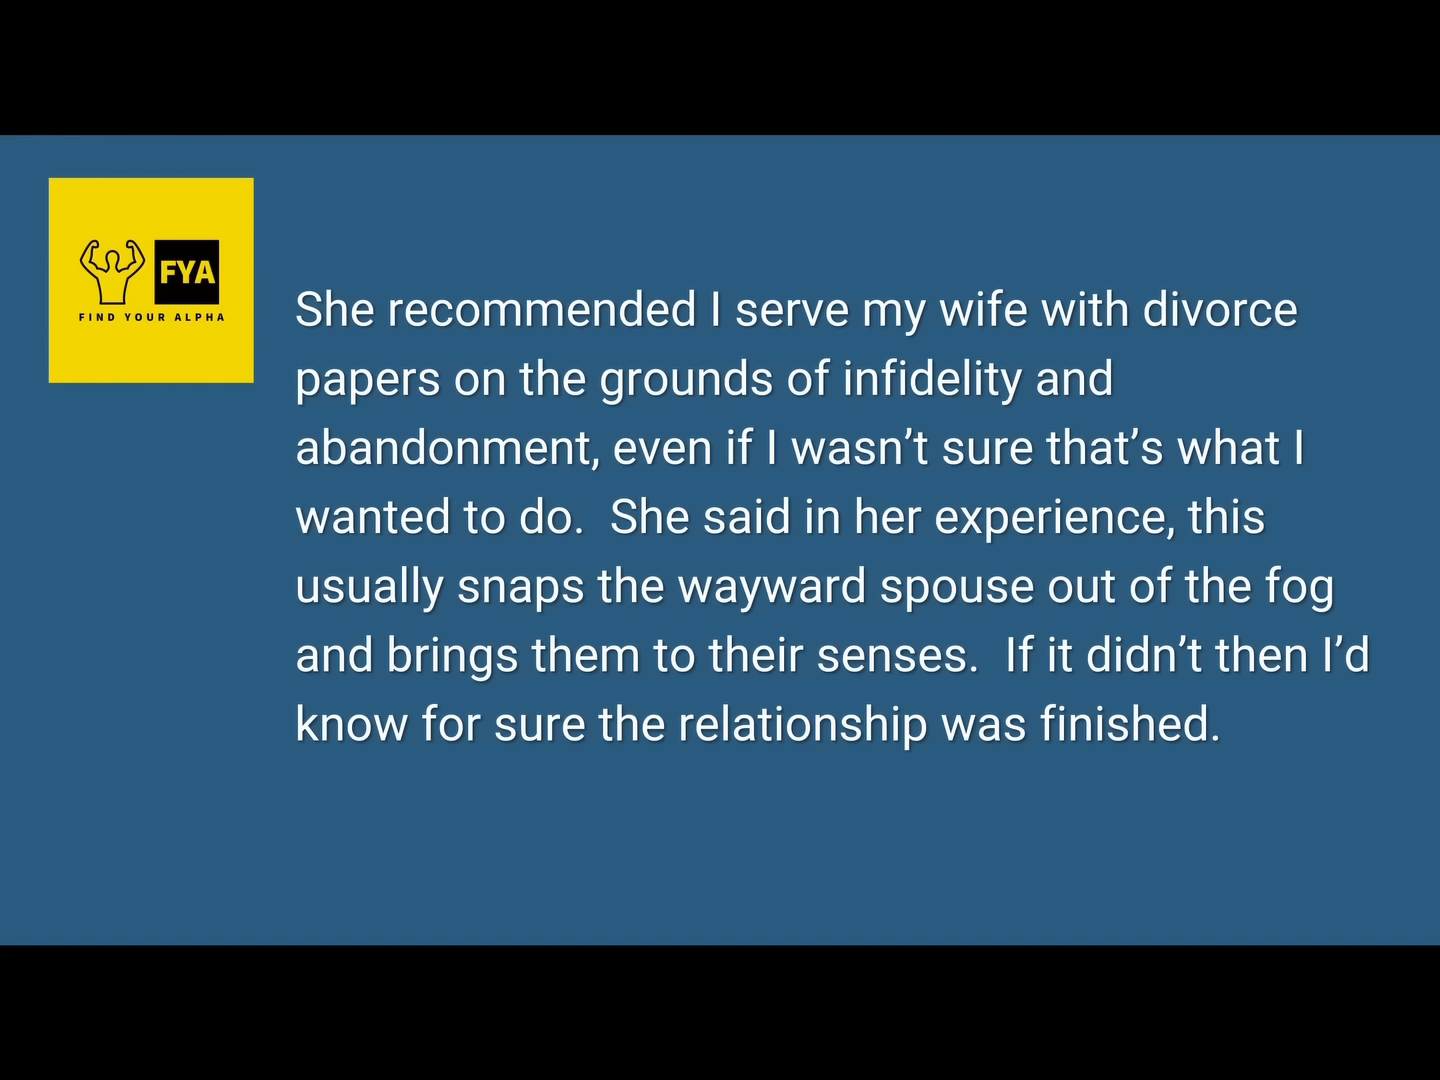 FYA
FIND YOUR ALPHA
She recommended I serve my wife with divorce
papers on the grounds of infidelity and
abandonment, even if I wasn’t sure that’s what I
wanted to do.  She said in her experience, this
usually snaps the wayward spouse out of the fog
and brings them to their senses.  If it didn’t then I’d
know for sure the relationship was finished.